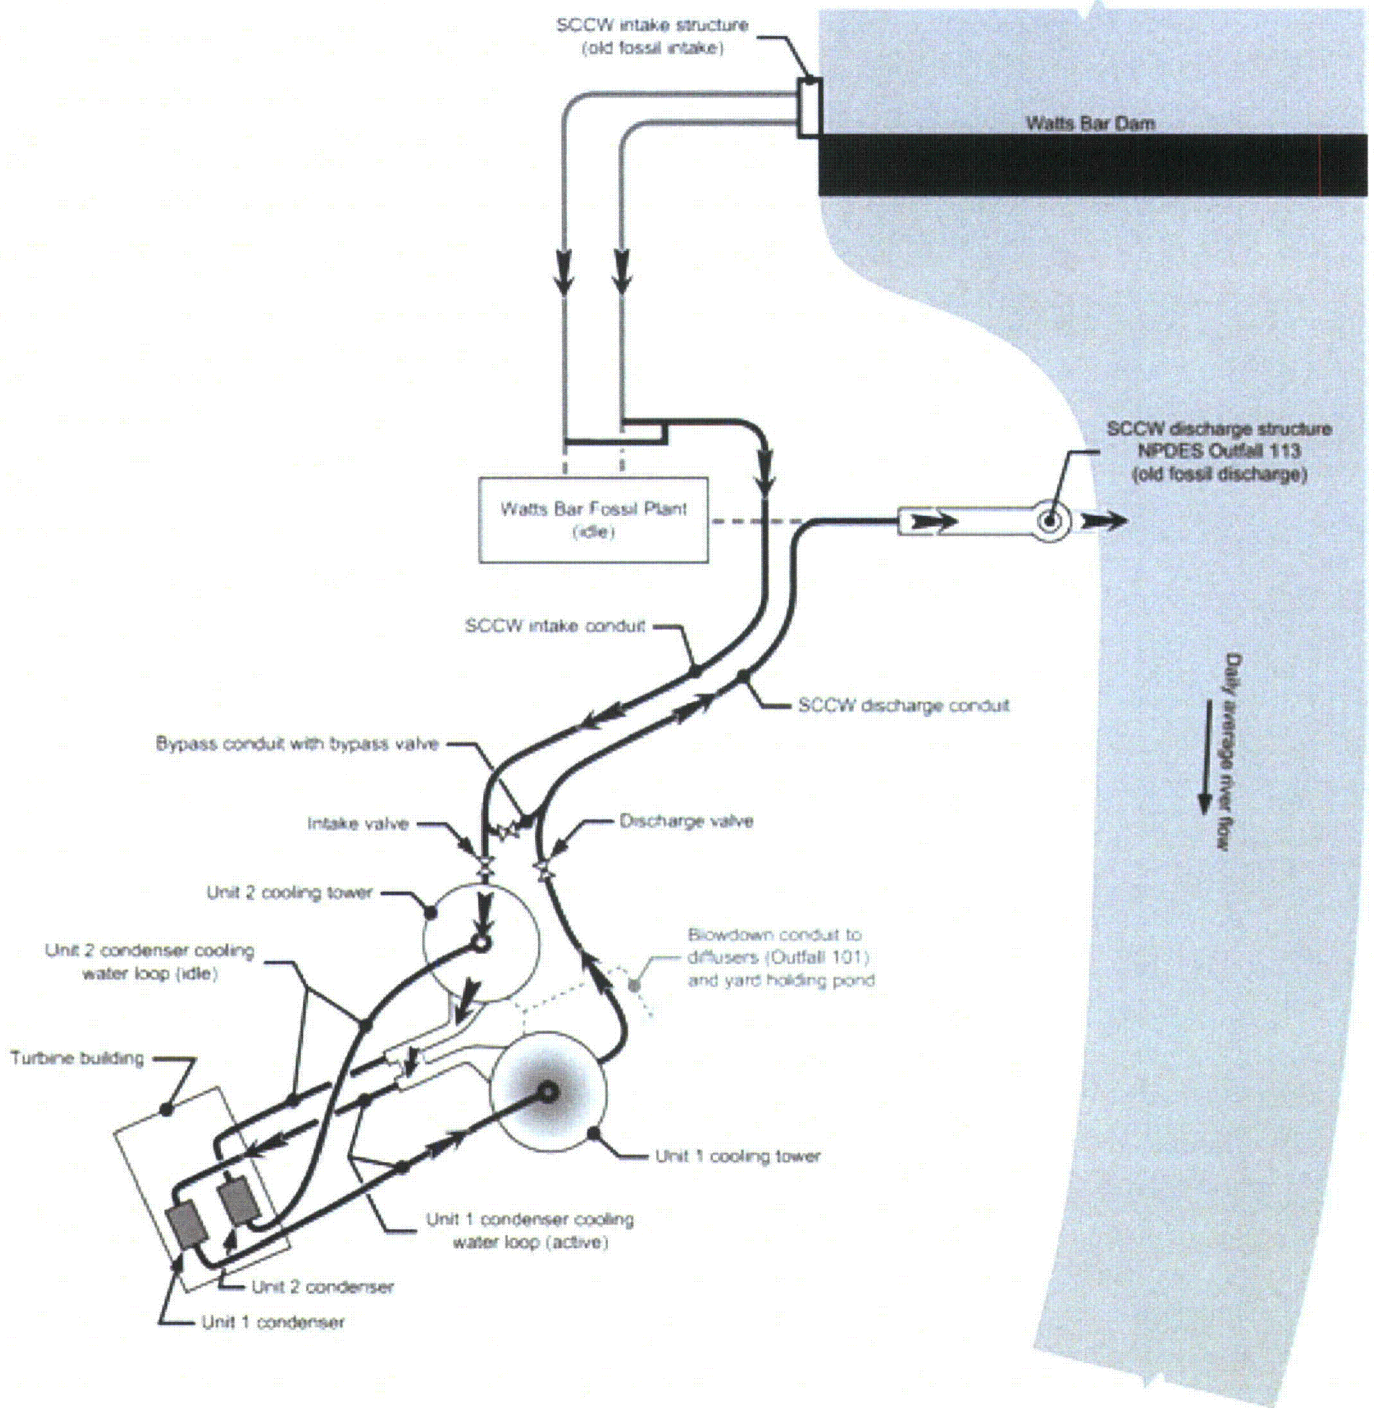 SCCW intake structure
(old fossil intake)
Watts Bar Dam
SCCW discharge structure
NPDES Outfall 113
(old fossil discharge)
Watts Bar Fossil Plant
(idle)
SCCW intake conduit
SCCW discharge conduit
Daily average river flow
Bypass conduit with bypass valve
Intake valve
Discharge valve
Unit 2 cooling tower
Unit 2 condenser cooling
water loop (idle)
Blowdown conduit to
diffusers (Outfall 101)
and yard holding pond
Turbine building
Unit 1 cooling tower
Unit 1 condenser cooling
water loop (active)
Unit 2 condenser
Unit 1 condenser